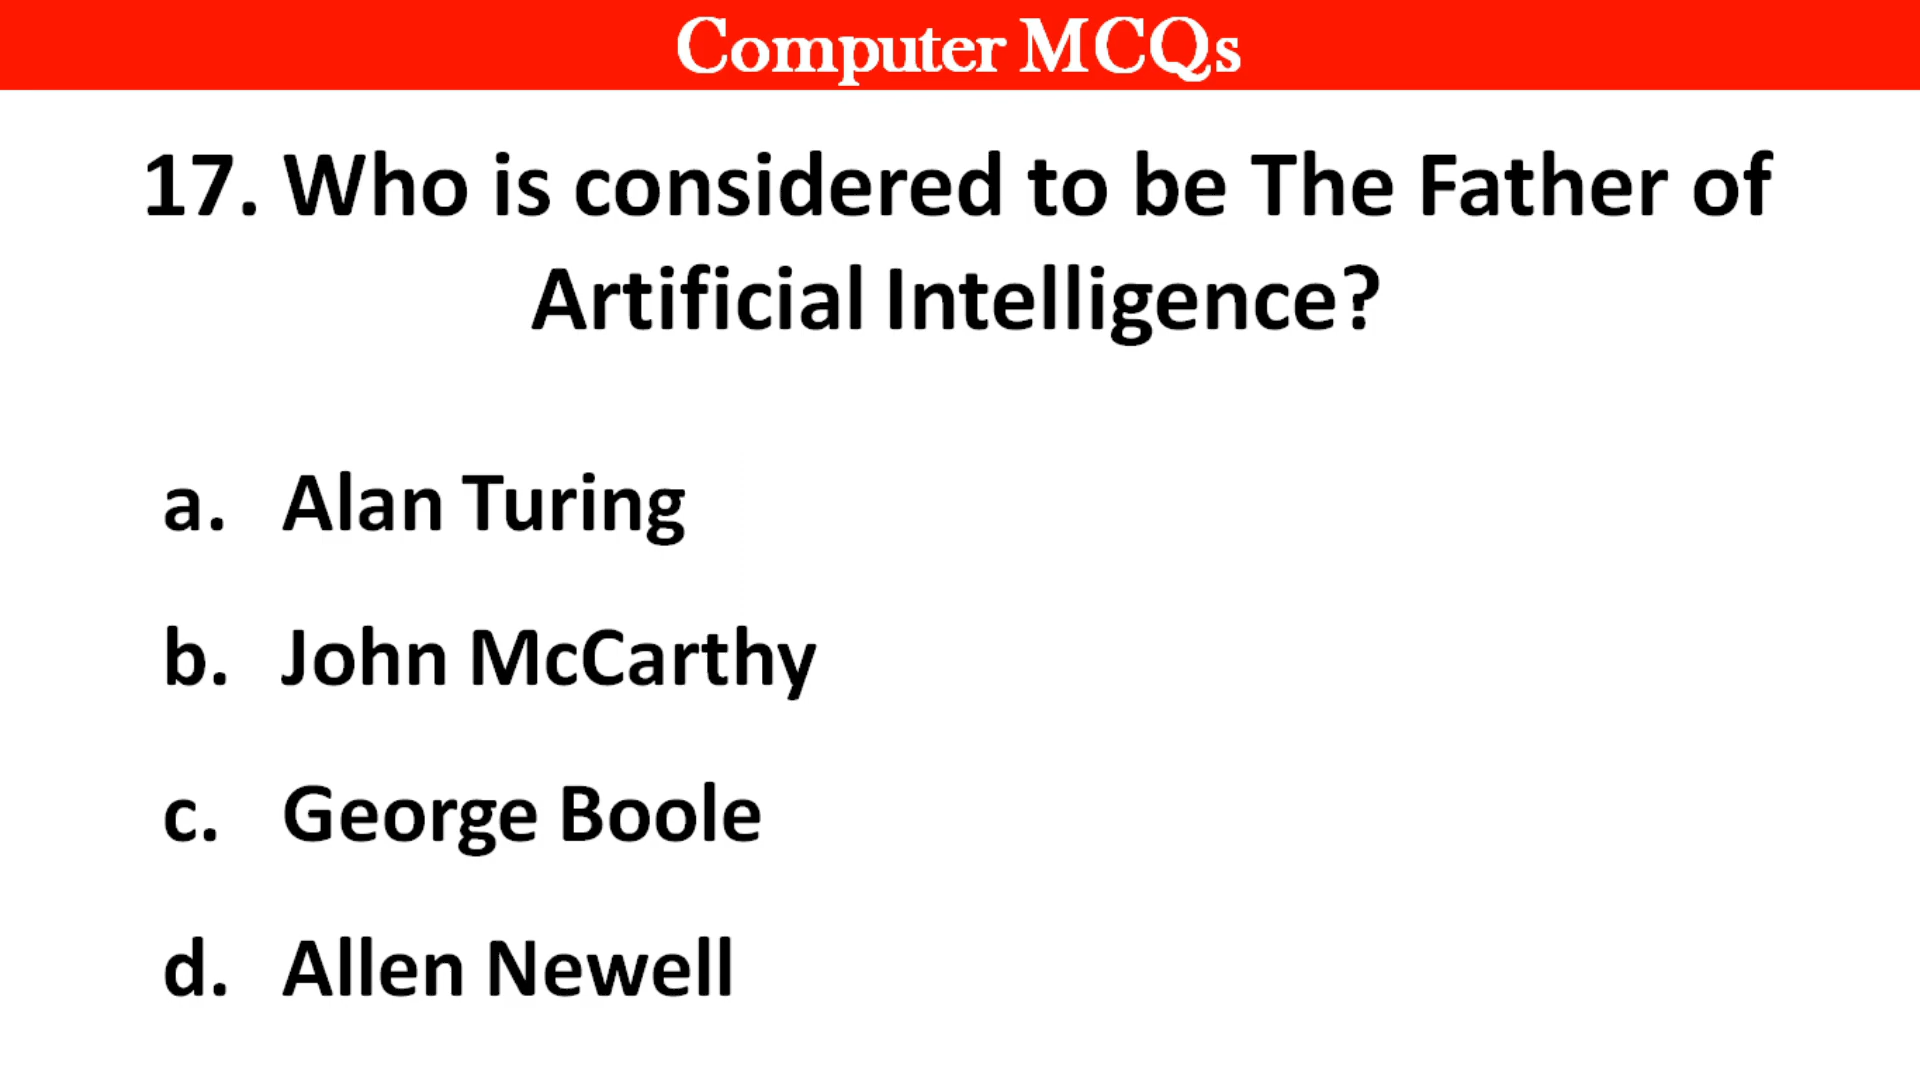 Computer MCQs
17. Who is considered to be The Father of
Artificial Intelligence?
a. Alan Turing
b. John McCarthy
c. George Boole
d. Allen Newell